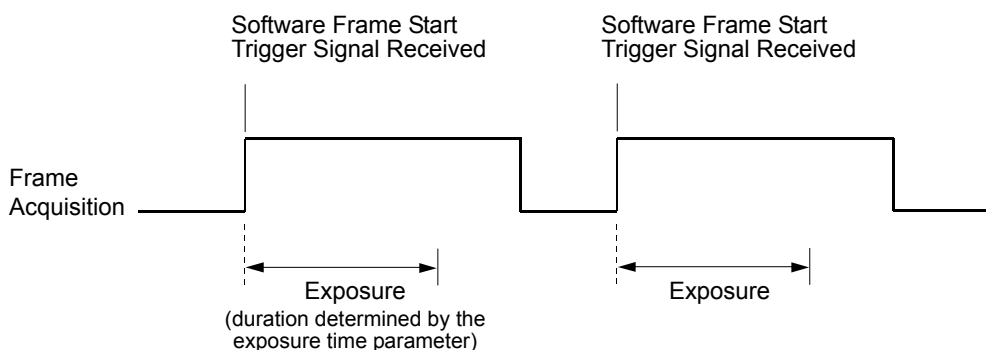 Software Frame Start
Trigger Signal Received
Software Frame Start
Trigger Signal Received
Frame
Acquisition
Exposure
(duration determined by the
exposure time parameter)
Exposure